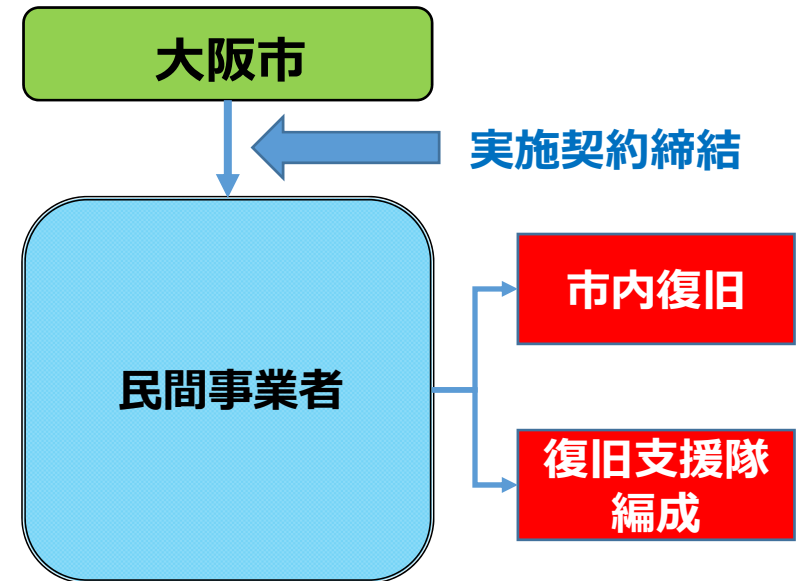 大阪市
実施契約締結
民間事業者
市内復旧
復旧支援隊
編成